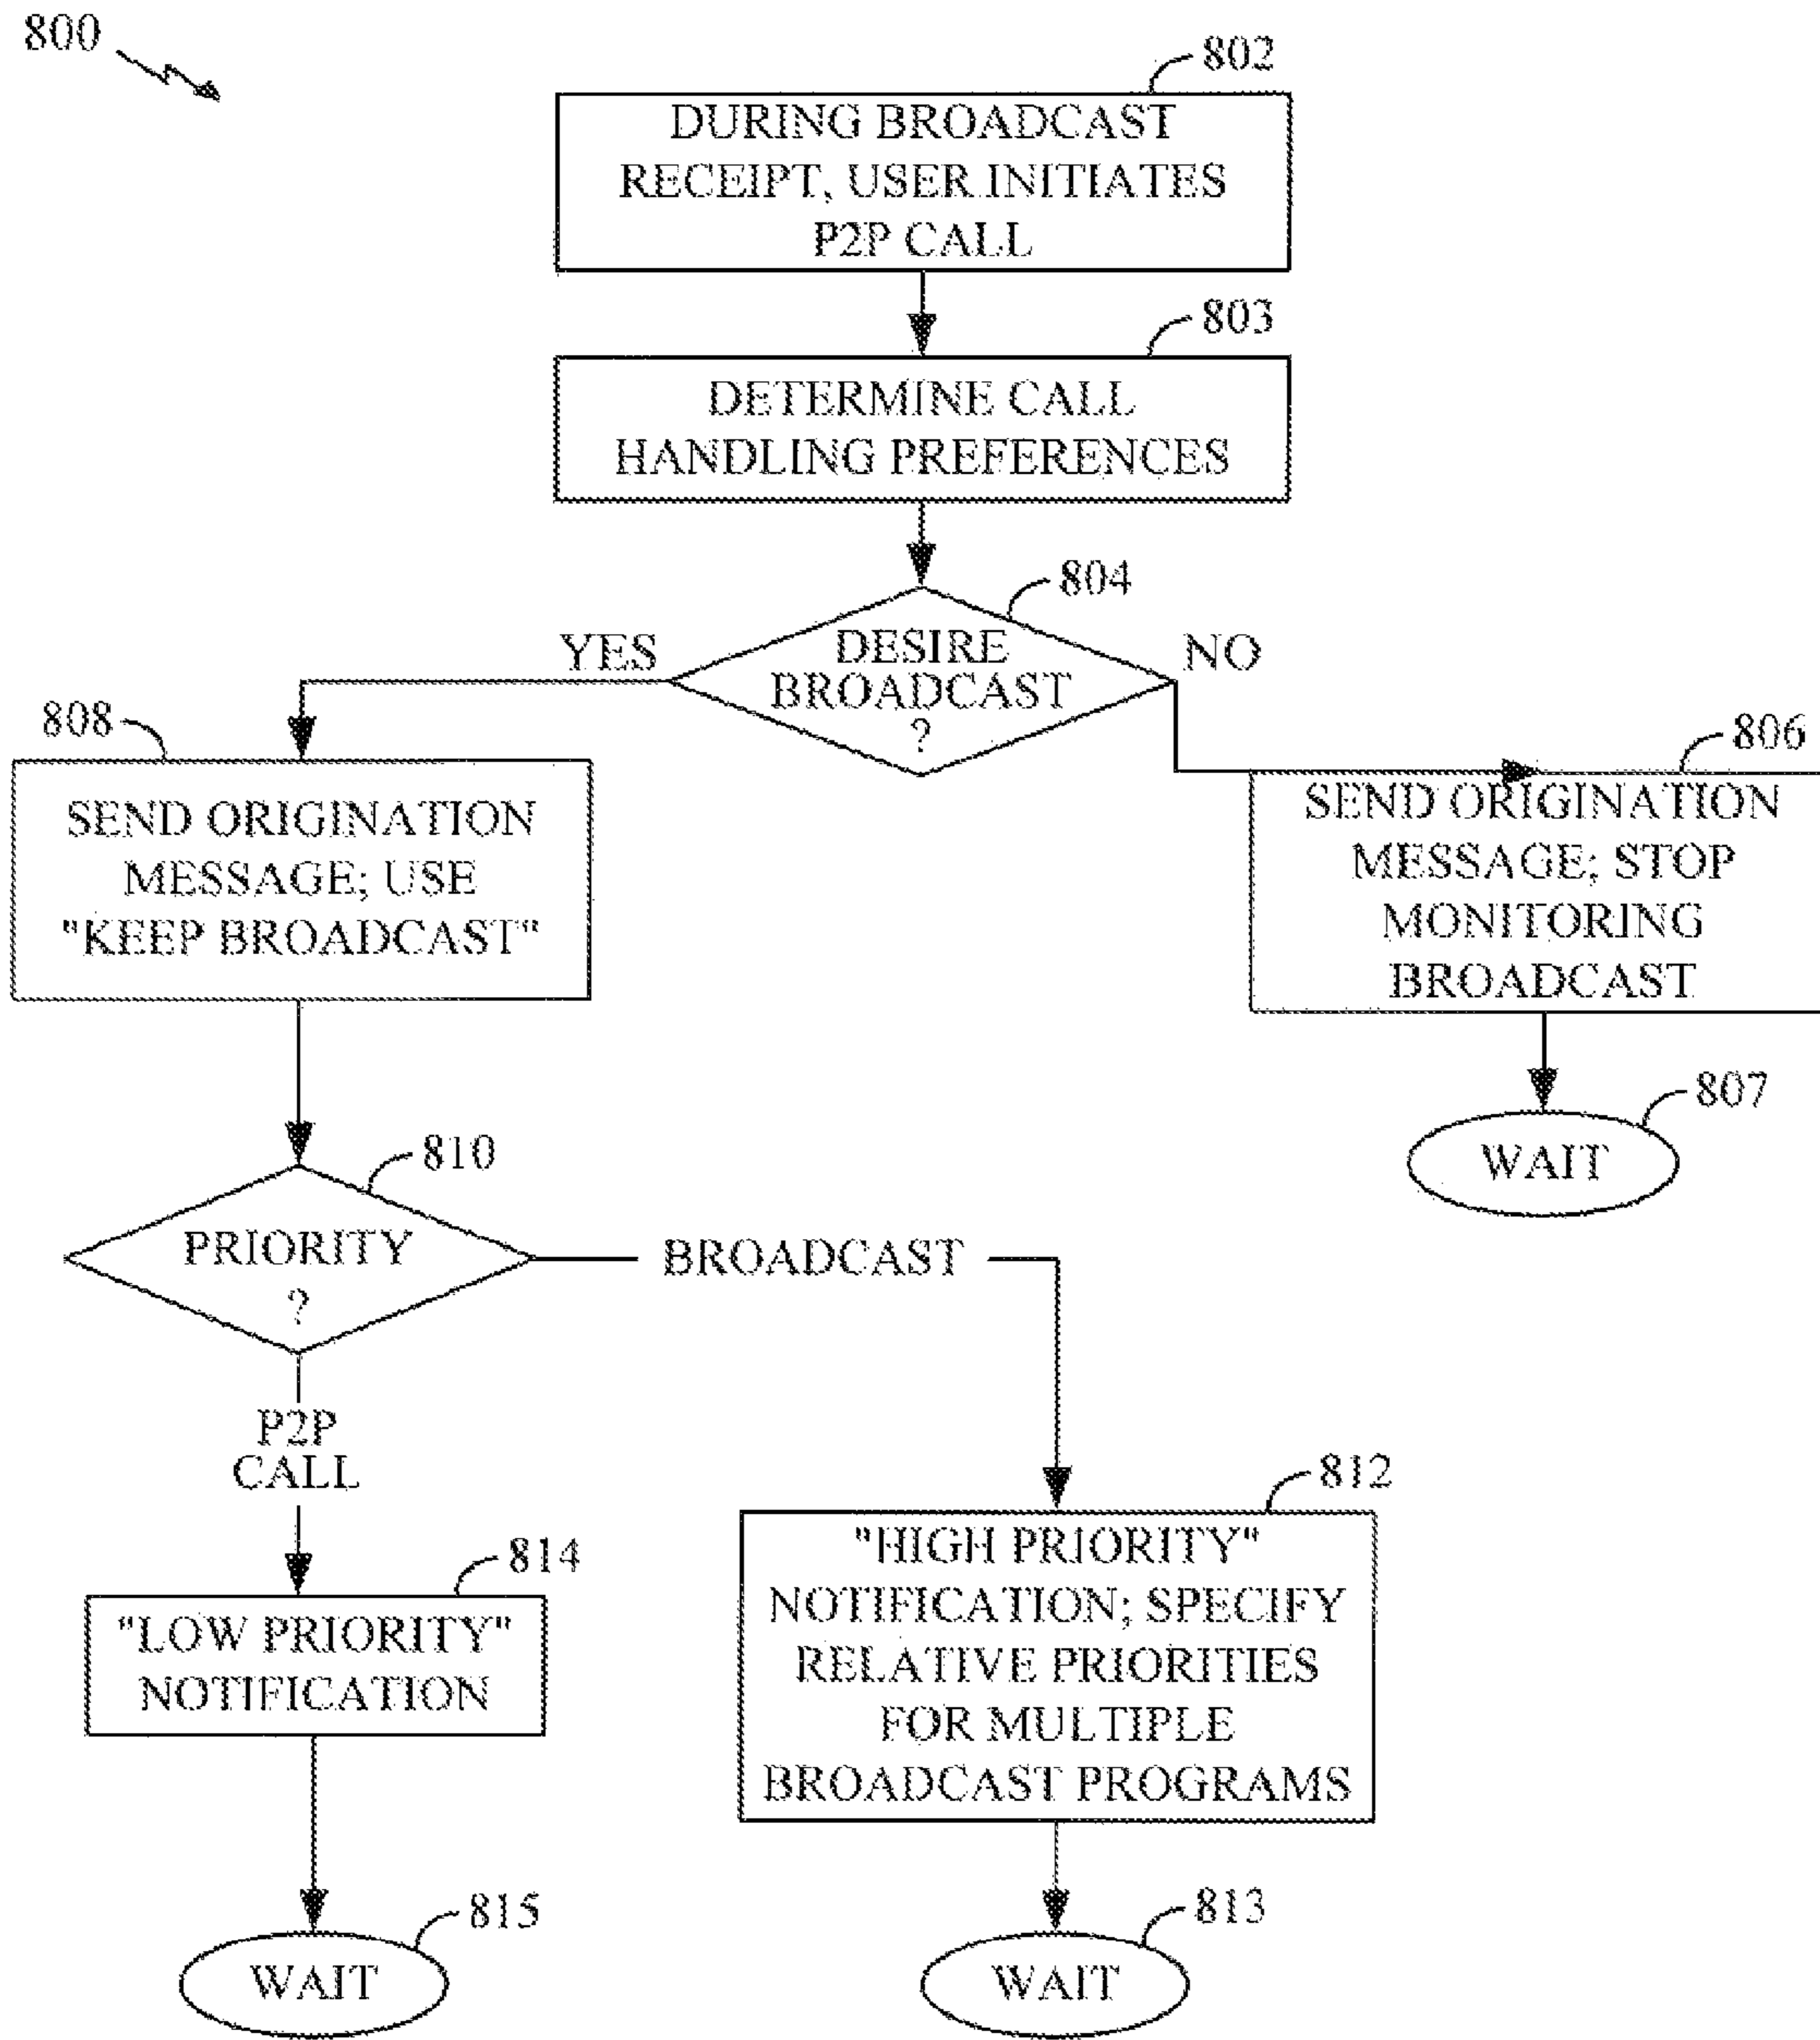 800
802
DURING BROADCAST
RECEIPT, USER INITIATES
P2P CALL
803
DETERMINE CALL
HANDLING PREFERENCES
804
DESIRE
BROADCAST
?
YES
NO
808
SEND ORIGINATION
MESSAGE; USE
"KEEP BROADCAST"
806
SEND ORIGINATION
MESSAGE; STOP
MONITORING
BROADCAST
807
WAIT
810
PRIORITY
?
BROADCAST
P2P
CALL
812
"HIGH PRIORITY"
NOTIFICATION; SPECIFY
RELATIVE PRIORITIES
FOR MULTIPLE
BROADCAST PROGRAMS
814
"LOW PRIORITY"
NOTIFICATION
815
WAIT
813
WAIT